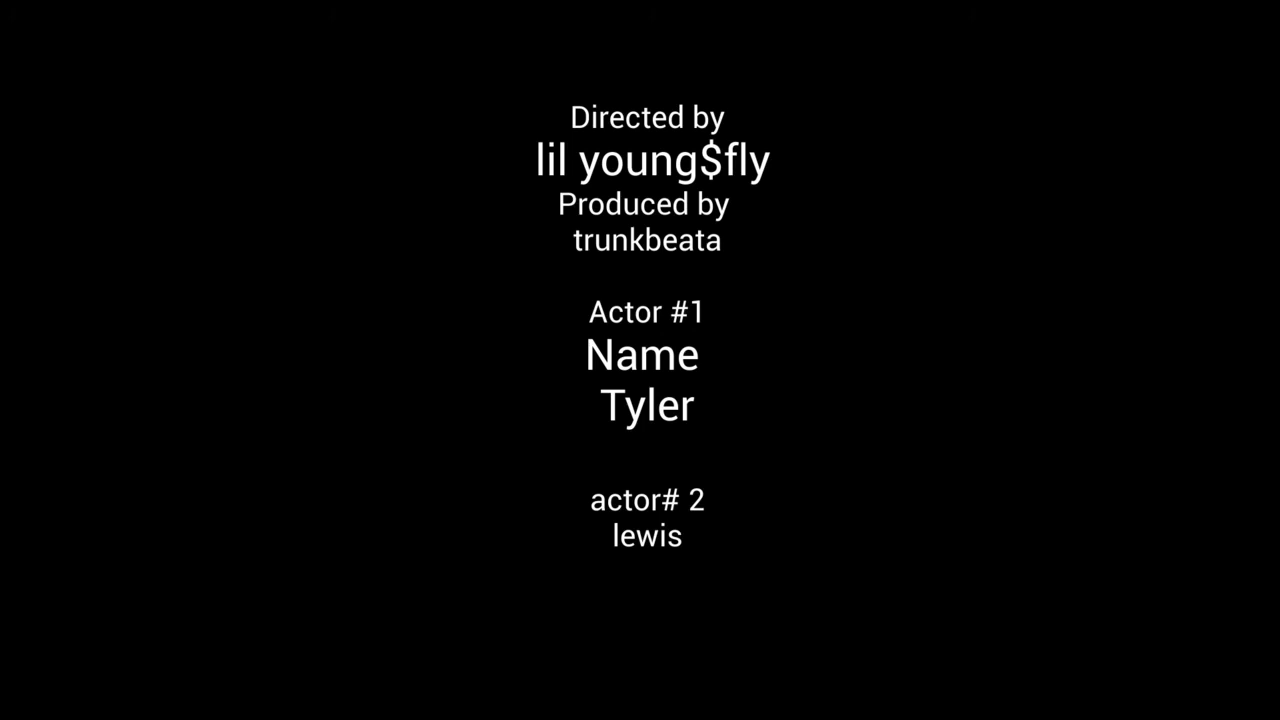 Directed by
lil young$fly
Produced by
trunkbeata
Actor #1
Name
Tyler
actor# 2
lewis